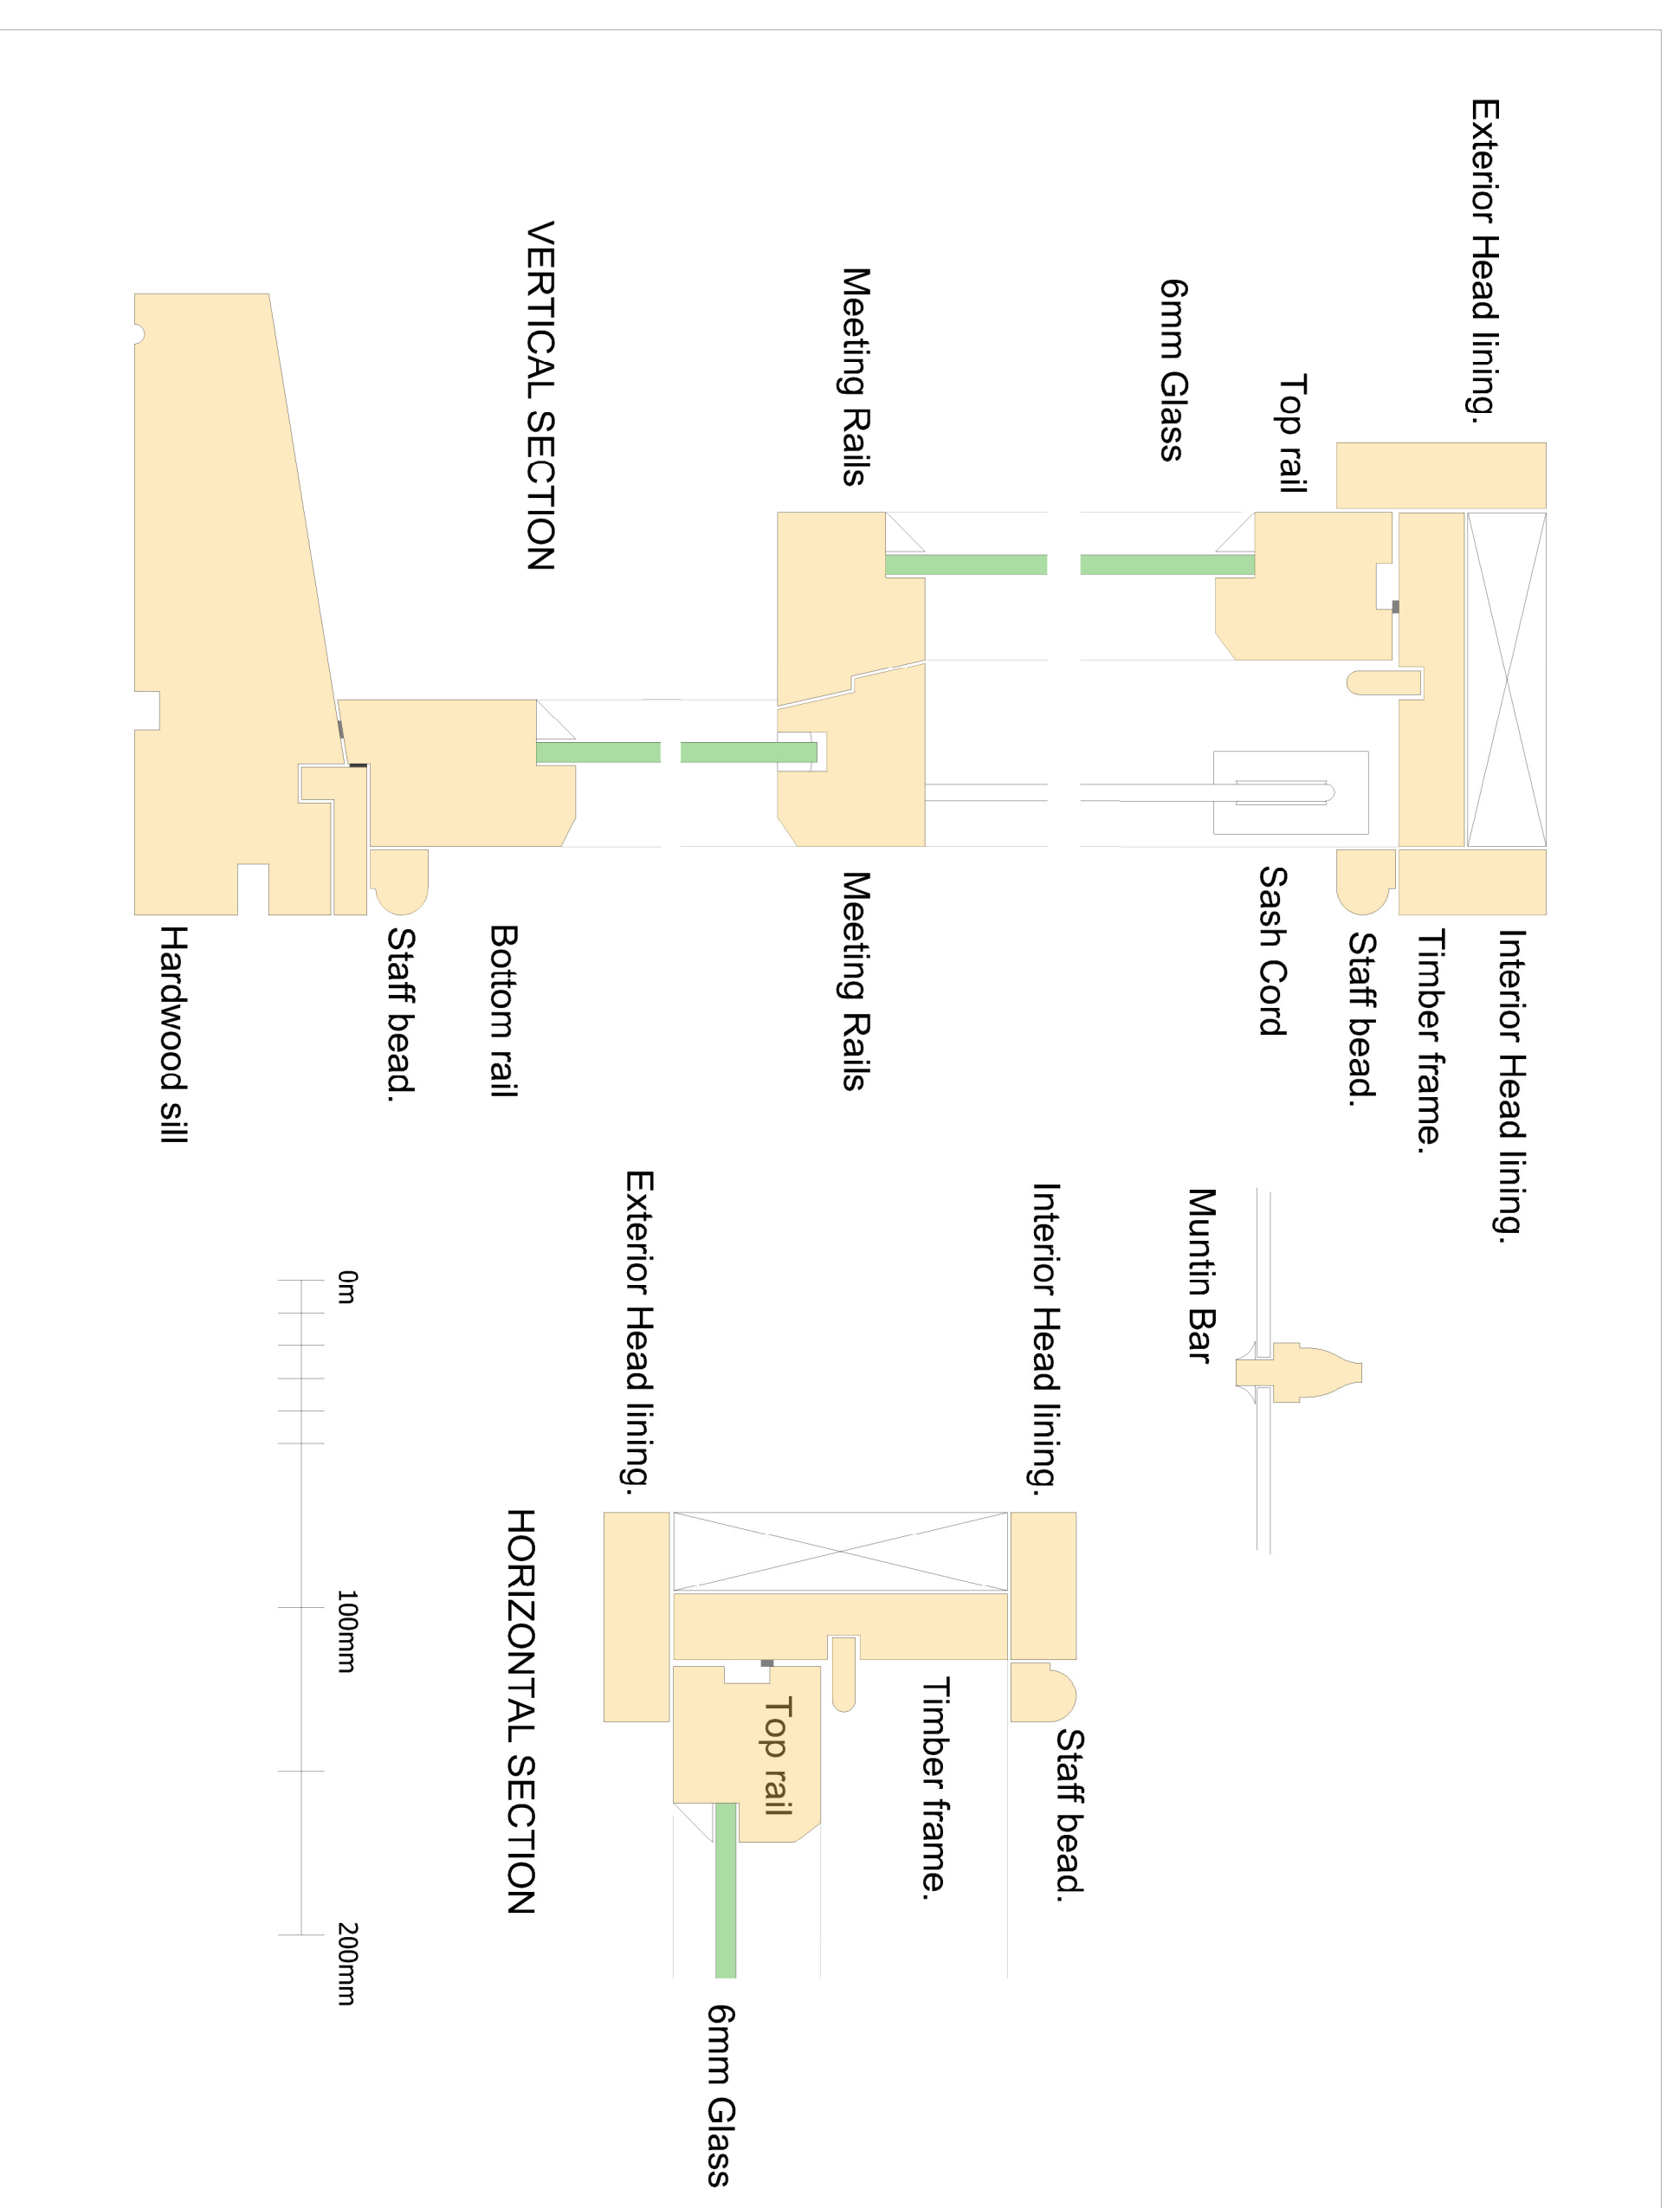 Exterior Head lining.
Interior Head lining.
Timber frame.
Staff bead.
Top rail
Sash Cord
6mm Glass
Muntin Bar
Meeting Rails
Meeting Rails
Interior Head lining.
Staff bead.
Timber frame.
Top rail
6mm Glass
Exterior Head lining.
VERTICAL SECTION
HORIZONTAL SECTION
Bottom rail
Staff bead.
Hardwood sill
0m
100mm
200mm